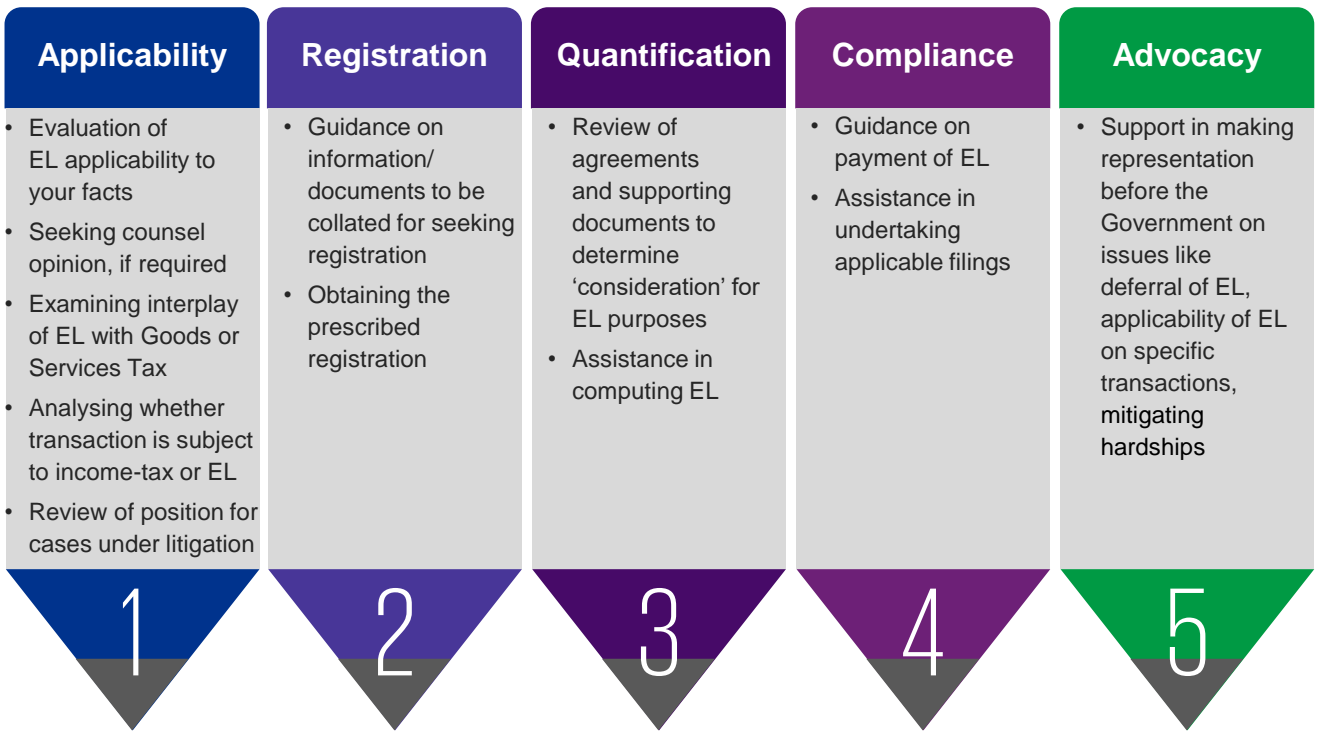 Applicability
• Evaluation of
EL applicability to
your facts
• Seeking counsel
opinion, if required
• Examining interplay
of EL with Goods or
Services Tax
• Analysing whether
transaction is subject
to income-tax or EL
• Review of position for
cases under litigation
1
Registration
• Guidance on
information/
documents to be
collated for seeking
registration
• Obtaining the
prescribed
registration
2
Quantification
• Review of
agreements
and supporting
documents to
determine
‘consideration’ for
EL purposes
• Assistance in
computing EL
3
Compliance
• Guidance on
payment of EL
• Assistance in
undertaking
applicable filings
4
Advocacy
• Support in making
representation
before the
Government on
issues like
deferral of EL,
applicability of EL
on specific
transactions,
mitigating
hardships
5